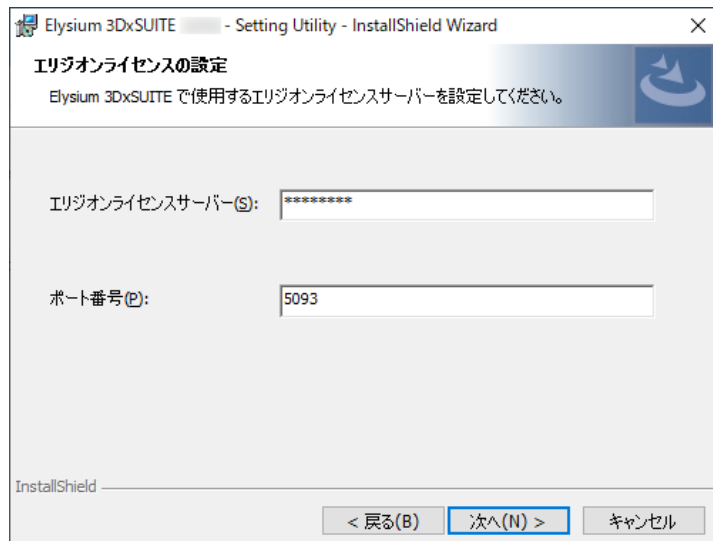 Elysium 3DxSUITE - Setting Utility - InstallShield Wizard
エリジオンライセンスの設定
Elysium 3DxSUITE で使用するエリジオンライセンスサーバーを設定してください。
エリジオンライセンスサーバー(S): ********
ポート番号(P): 5093
InstallShield
< 戻る(B) 次へ(N) > キャンセル